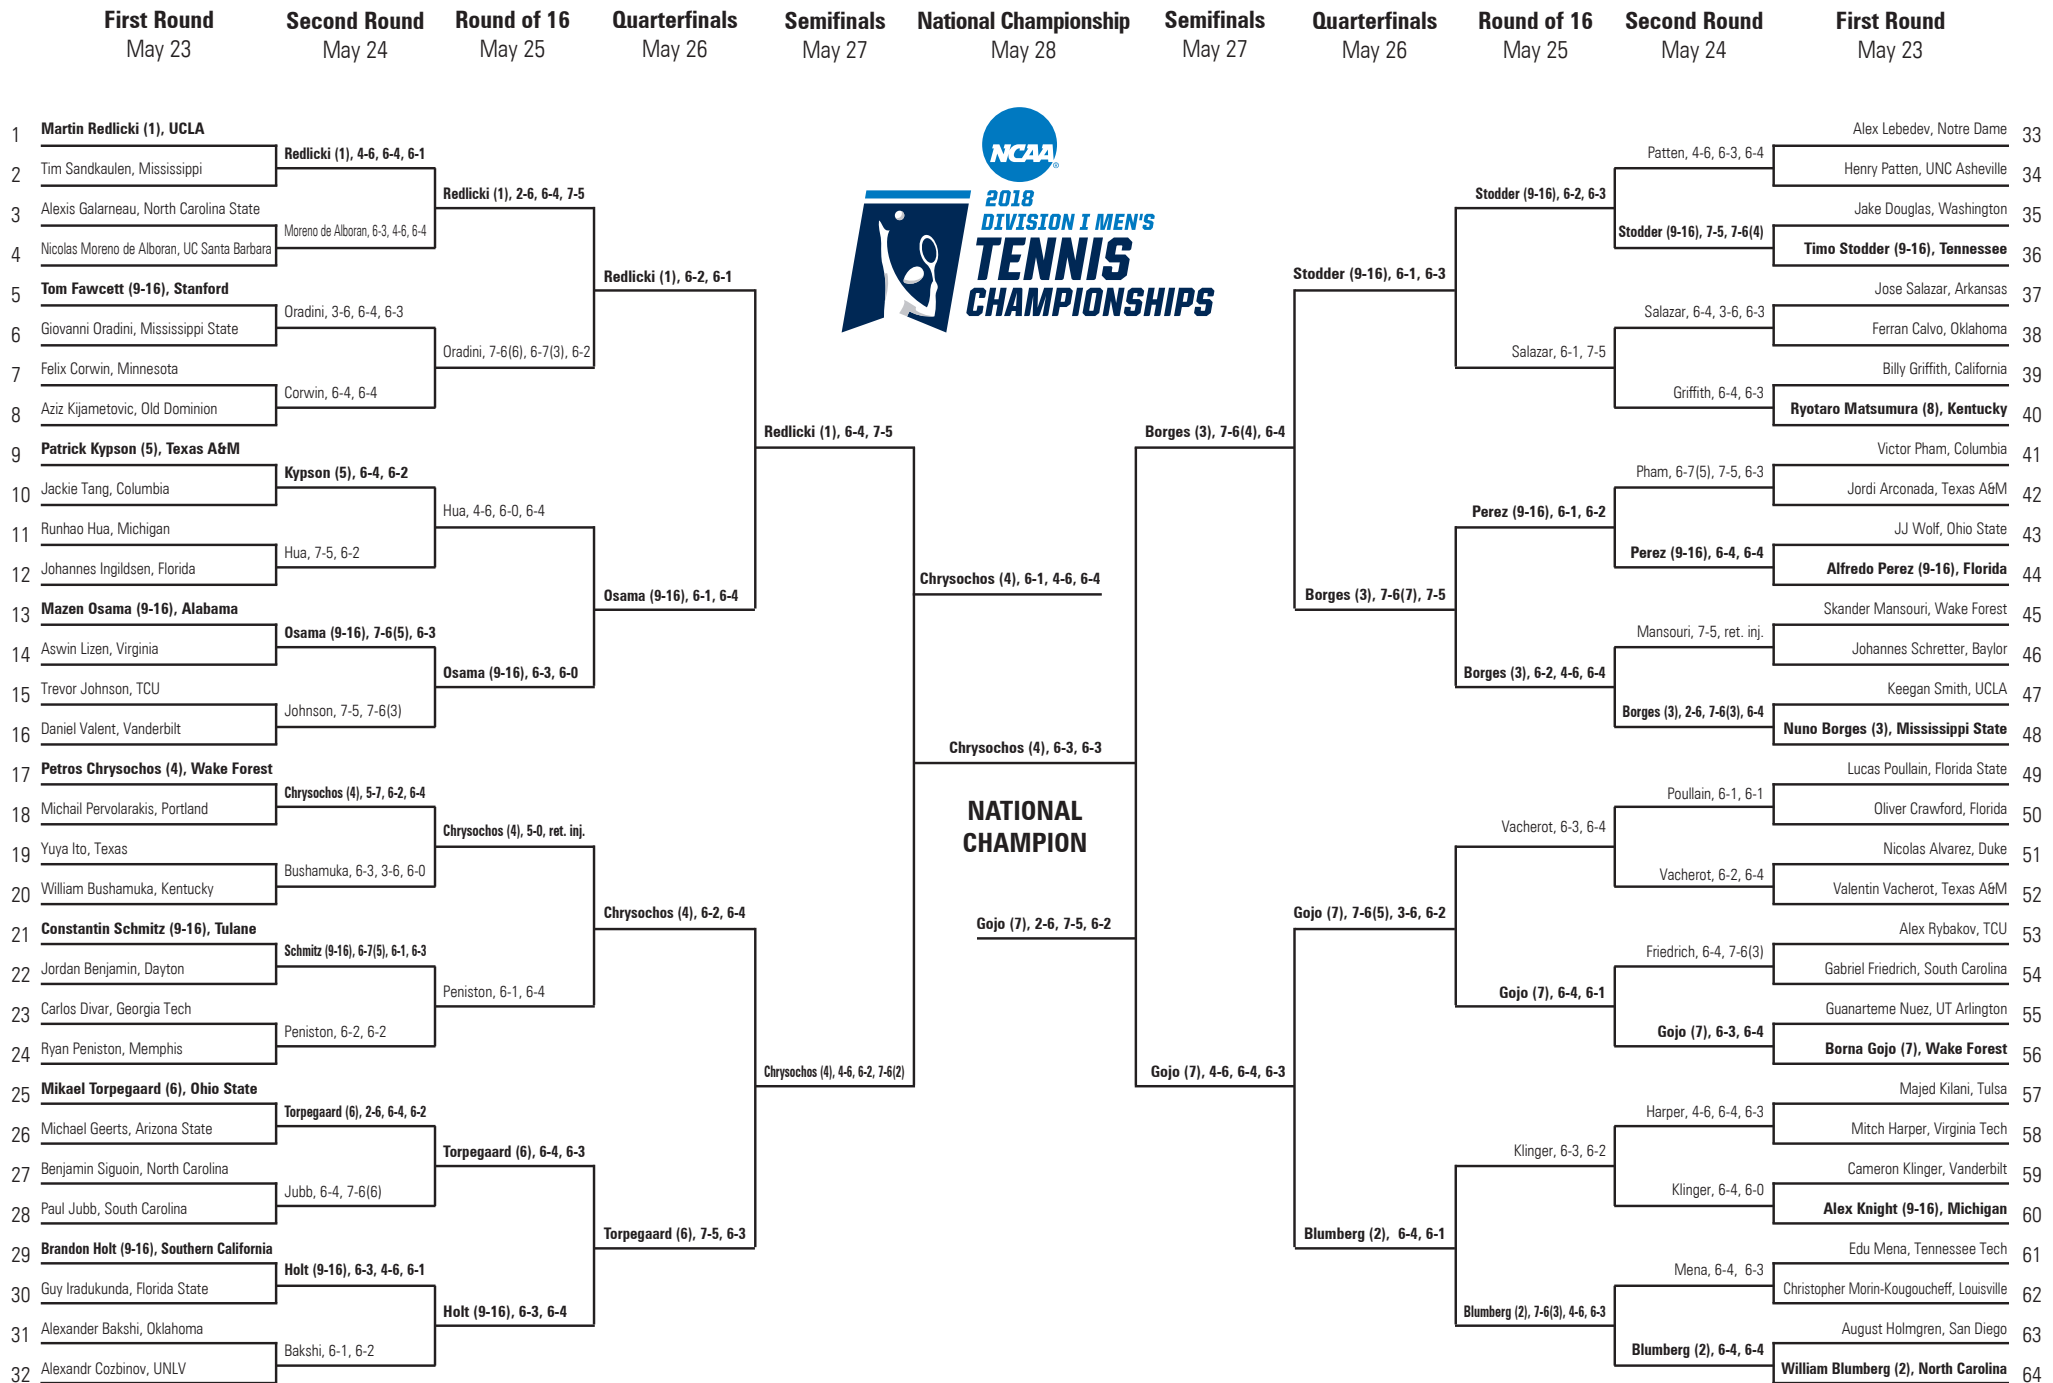 First Round
May 23
Second Round
May 24
Round of 16
May 25
Quarterfinals
May 26
Semifinals
May 27
National Championship
May 28
Semifinals
May 27
Quarterfinals
May 26
Round of 16
May 25
Second Round
May 24
First Round
May 23
1 Martin Redlicki (1), UCLA
2 Tim Sandkaulen, Mississippi
3 Alexis Galarneau, North Carolina State
4 Nicolas Moreno de Alboran, UC Santa Barbara
5 Tom Fawcett (9-16), Stanford
6 Giovanni Oradini, Mississippi State
7 Felix Corwin, Minnesota
8 Aziz Kijametovic, Old Dominion
9 Patrick Kypson (5), Texas A&M
10 Jackie Tang, Columbia
11 Runhao Hua, Michigan
12 Johannes Ingildsen, Florida
13 Mazen Osama (9-16), Alabama
14 Aswin Lizen, Virginia
15 Trevor Johnson, TCU
16 Daniel Valent, Vanderbilt
17 Petros Chrysochos (4), Wake Forest
18 Michail Pervolarakis, Portland
19 Yuya Ito, Texas
20 William Bushamuka, Kentucky
21 Constantin Schmitz (9-16), Tulane
22 Jordan Benjamin, Dayton
23 Carlos Divar, Georgia Tech
24 Ryan Peniston, Memphis
25 Mikael Torpegaard (6), Ohio State
26 Michael Geerts, Arizona State
27 Benjamin Siguoin, North Carolina
28 Paul Jubb, South Carolina
29 Brandon Holt (9-16), Southern California
30 Guy Iradukunda, Florida State
31 Alexander Bakshi, Oklahoma
32 Alexandr Cozbinov, UNLV
Redlicki (1), 4-6, 6-4, 6-1
Moreno de Alboran, 6-3, 4-6, 6-4
Oradini, 3-6, 6-4, 6-3
Corwin, 6-4, 6-4
Kypson (5), 6-4, 6-2
Hua, 7-5, 6-2
Osama (9-16), 7-6(5), 6-3
Johnson, 7-5, 7-6(3)
Chrysochos (4), 5-7, 6-2, 6-4
Bushamuka, 6-3, 3-6, 6-0
Schmitz (9-16), 6-7(5), 6-1, 6-3
Peniston, 6-2, 6-2
Torpegaard (6), 2-6, 6-4, 6-2
Jubb, 6-4, 7-6(6)
Holt (9-16), 6-3, 4-6, 6-1
Bakshi, 6-1, 6-2
Redlicki (1), 2-6, 6-4, 7-5
Oradini, 7-6(6), 6-7(3), 6-2
Hua, 4-6, 6-0, 6-4
Osama (9-16), 6-3, 6-0
Chrysochos (4), 5-0, ret. inj.
Peniston, 6-1, 6-4
Torpegaard (6), 6-4, 6-3
Holt (9-16), 6-3, 6-4
Redlicki (1), 6-2, 6-1
Osama (9-16), 6-1, 6-4
Chrysochos (4), 6-2, 6-4
Torpegaard (6), 7-5, 6-3
Redlicki (1), 6-4, 7-5
Chrysochos (4), 4-6, 6-2, 7-6(2)
NCAA®
2018
DIVISION I MEN'S
TENNIS
CHAMPIONSHIPS
Chrysochos (4), 6-1, 4-6, 6-4
Chrysochos (4), 6-3, 6-3
NATIONAL
CHAMPION
Gojo (7), 2-6, 7-5, 6-2
Borges (3), 7-6(4), 6-4
Gojo (7), 4-6, 6-4, 6-3
Stodder (9-16), 6-1, 6-3
Borges (3), 7-6(7), 7-5
Gojo (7), 7-6(5), 3-6, 6-2
Blumberg (2), 6-4, 6-1
Stodder (9-16), 6-2, 6-3
Salazar, 6-1, 7-5
Perez (9-16), 6-1, 6-2
Borges (3), 6-2, 4-6, 6-4
Vacherot, 6-3, 6-4
Gojo (7), 6-4, 6-1
Klinger, 6-3, 6-2
Blumberg (2), 7-6(3), 4-6, 6-3
Patten, 4-6, 6-3, 6-4
Stodder (9-16), 7-5, 7-6(4)
Salazar, 6-4, 3-6, 6-3
Griffith, 6-4, 6-3
Pham, 6-7(5), 7-5, 6-3
Perez (9-16), 6-4, 6-4
Mansouri, 7-5, ret. inj.
Borges (3), 2-6, 7-6(3), 6-4
Poullain, 6-1, 6-1
Vacherot, 6-2, 6-4
Friedrich, 6-4, 7-6(3)
Gojo (7), 6-3, 6-4
Harper, 4-6, 6-4, 6-3
Klinger, 6-4, 6-0
Mena, 6-4, 6-3
Blumberg (2), 6-4, 6-4
Alex Lebedev, Notre Dame 33
Henry Patten, UNC Asheville 34
Jake Douglas, Washington 35
Timo Stodder (9-16), Tennessee 36
Jose Salazar, Arkansas 37
Ferran Calvo, Oklahoma 38
Billy Griffith, California 39
Ryotaro Matsumura (8), Kentucky 40
Victor Pham, Columbia 41
Jordi Arconada, Texas A&M 42
JJ Wolf, Ohio State 43
Alfredo Perez (9-16), Florida 44
Skander Mansouri, Wake Forest 45
Johannes Schretter, Baylor 46
Keegan Smith, UCLA 47
Nuno Borges (3), Mississippi State 48
Lucas Poullain, Florida State 49
Oliver Crawford, Florida 50
Nicolas Alvarez, Duke 51
Valentin Vacherot, Texas A&M 52
Alex Rybakov, TCU 53
Gabriel Friedrich, South Carolina 54
Guanarteme Nuez, UT Arlington 55
Borna Gojo (7), Wake Forest 56
Majed Kilani, Tulsa 57
Mitch Harper, Virginia Tech 58
Cameron Klinger, Vanderbilt 59
Alex Knight (9-16), Michigan 60
Edu Mena, Tennessee Tech 61
Christopher Morin-Kougoucheff, Louisville 62
August Holmgren, San Diego 63
William Blumberg (2), North Carolina 64